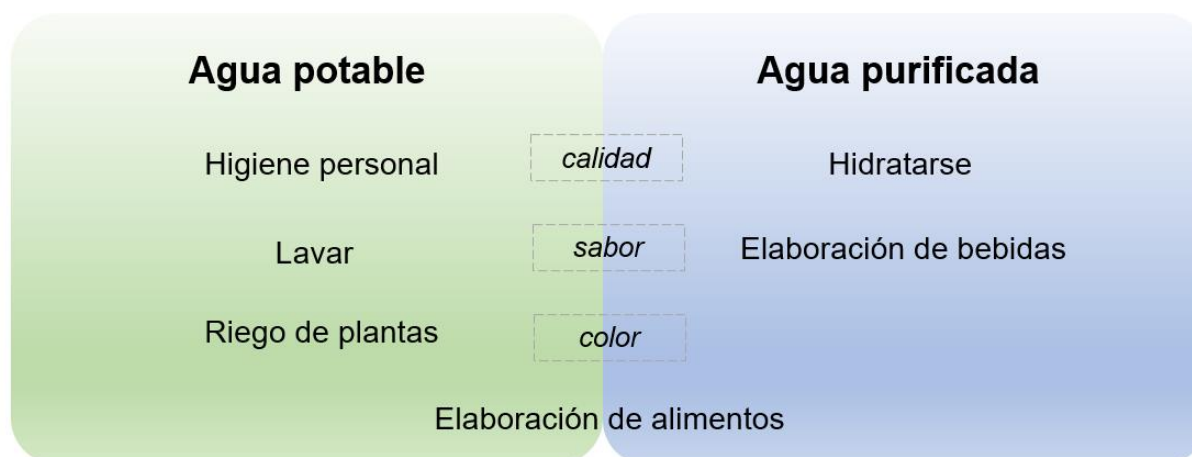 Agua potable
Agua purificada
Higiene personal
calidad
Hidratarse
Lavar
sabor
Elaboración de bebidas
Riego de plantas
color
Elaboración de alimentos